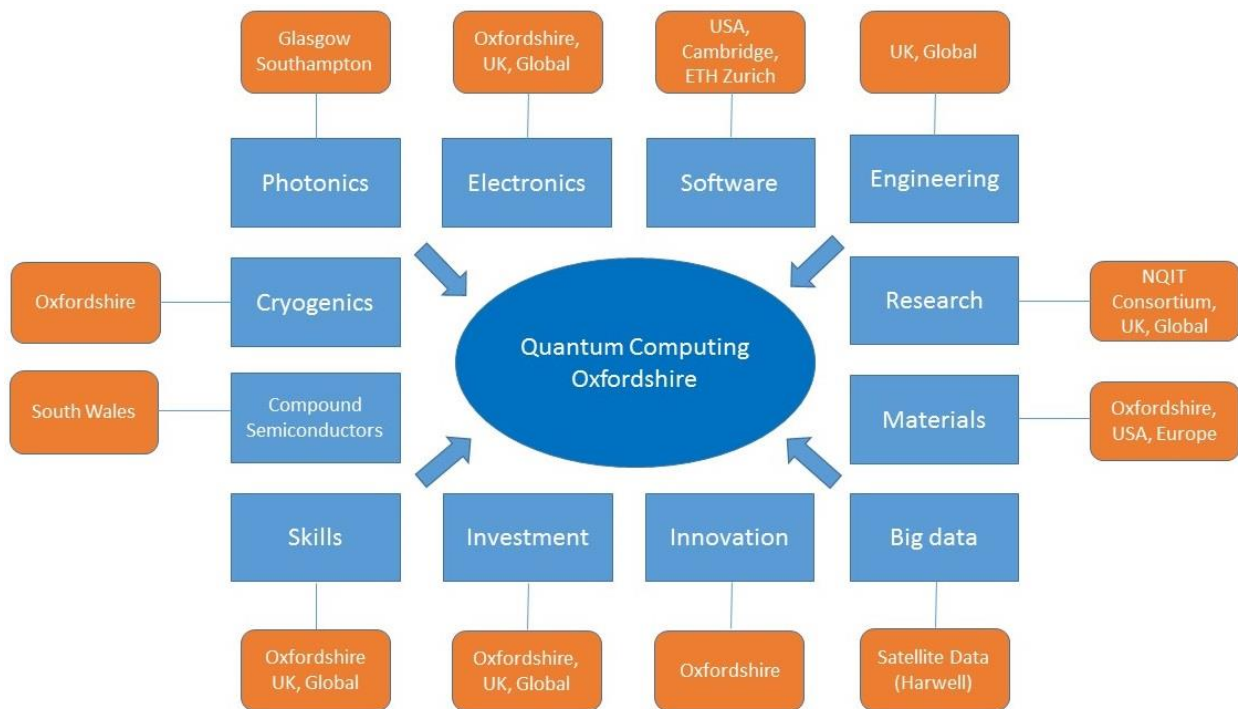 Glasgow
Southampton
Oxfordshire,
UK, Global
USA,
Cambridge,
ETH Zurich
UK, Global
Photonics
Electronics
Software
Engineering
Oxfordshire
Cryogenics
Quantum Computing
Oxfordshire
Research
NQIT
Consortium,
UK, Global
South Wales
Compound
Semiconductors
Materials
Oxfordshire,
USA, Europe
Skills
Investment
Innovation
Big data
Oxfordshire
UK, Global
Oxfordshire,
UK, Global
Oxfordshire
Satellite Data
(Harwell)